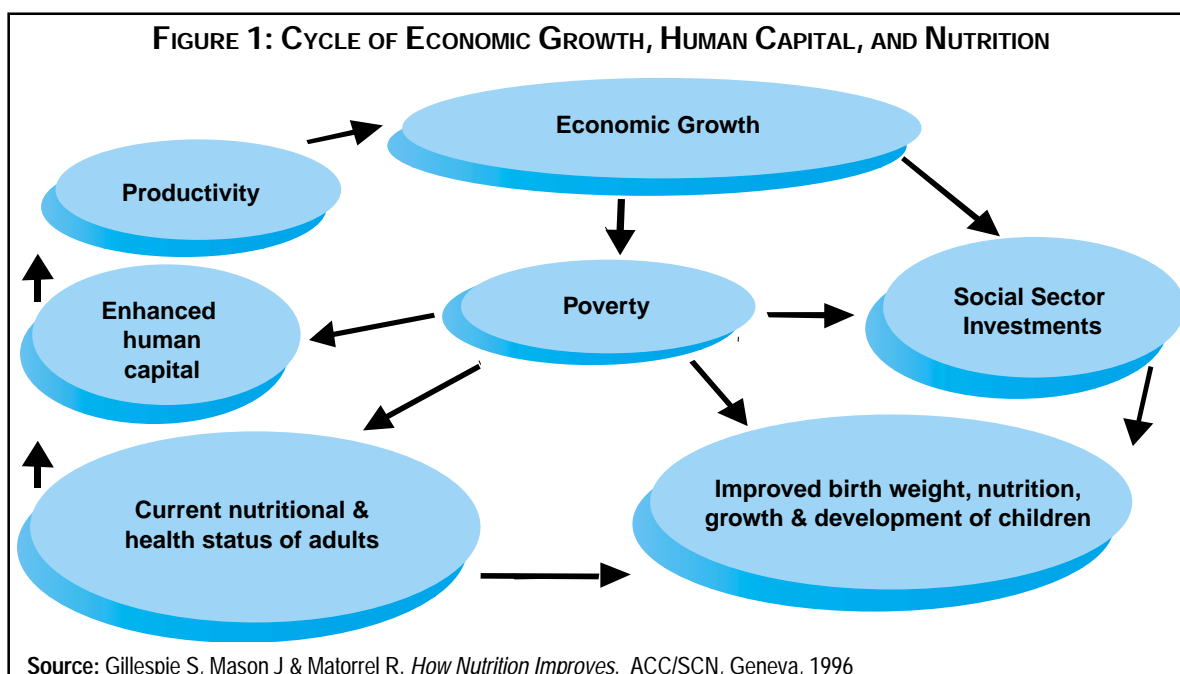 FIGURE 1: CYCLE OF ECONOMIC GROWTH, HUMAN CAPITAL, AND NUTRITION
Economic Growth
Productivity
Enhanced
human
capital
Poverty
Social Sector
Investments
Current nutritional &
health status of adults
Improved birth weight, nutrition,
growth & development of children
Source: Gillespie S, Mason J & Matorrel R. How Nutrition Improves. ACC/SCN, Geneva, 1996